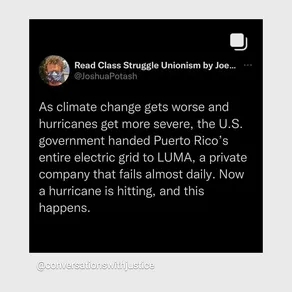 Read Class Struggle Unionism by Joe...
@JoshuaPotash
As climate change gets worse and
hurricanes get more severe, the U.S.
government handed Puerto Rico's
entire electric grid to LUMA, a private
company that fails almost daily. Now
a hurricane is hitting, and this
happens.
@conversationswithjustice